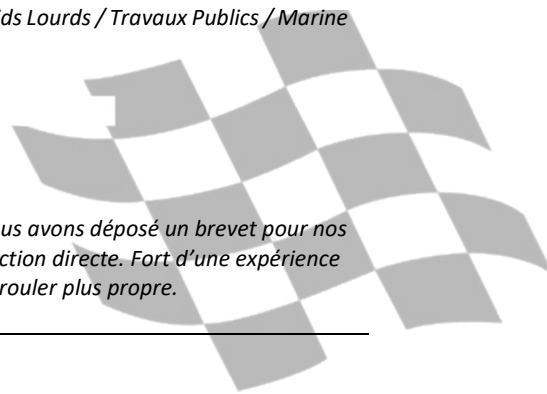 ds Lourds / Travaux Publics / Marine
us avons déposé un brevet pour nos
ction directe. Fort d’une expérience
rouler plus propre.